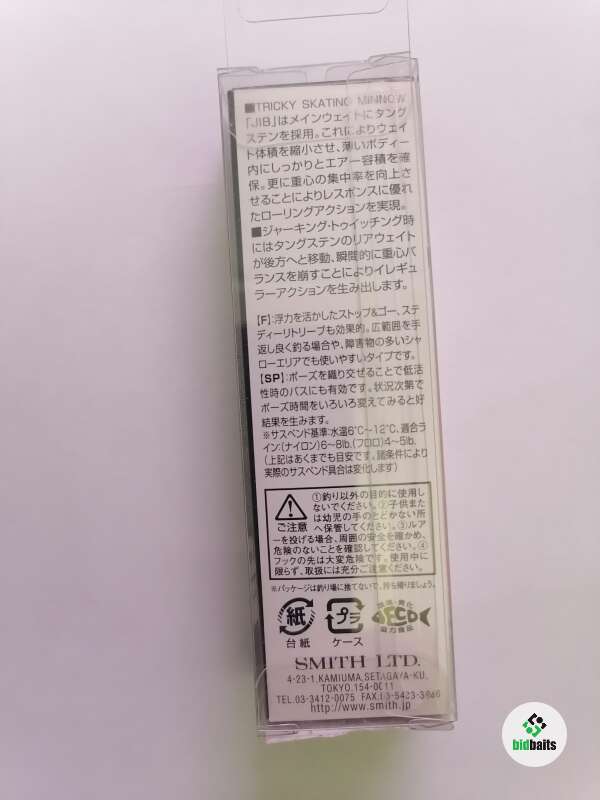 ■TRICKY SKATING MINNOW
「JIB」はメインウェイトにタング
ステンを採用。これによりウェイ
ト体積を縮小させ、薄いボディー
内にしっかりとエアー容積を確
保。更に重心の集中率を向上さ
せることによりレスポンスに優れ
たローリングアクションを実現。
■ジャーキング・トゥイッチング時
にはタングステンのリアウェイト
が後方へと移動、瞬間的に重心バ
ランスを崩すことによりイレギュ
ラーアクションを生み出します。
【F】:浮力を活かしたストップ&ゴー、ステ
ディーリトリーブも効果的。広範囲を手
返し良く釣る場合や、障害物の多いシャ
ローエリアでも使いやすいタイプです。
【SP】:ポーズを織り交ぜることで低活
性時のバスにも有効です。状況次第で
ポーズ時間をいろいろ変えてみると好
結果を生みます。
※サスペンド基準:水温6℃~12℃、適合ラ
イン:(ナイロン)6~8lb.(フロロ)4~5lb.
(上記はあくまでも目安です。諸条件により
実際のサスペンド具合は変化します)
ご注意
①釣り以外の目的に使用し
ないでください。②子供また
は幼児の手のとどかない所
へ保管してください。③ルア
ーを投げる場合、周囲の安全を確かめ、
危険のないことを確認してください。④
フックの先は大変危険です。使用中に
限らず、取扱には充分ご注意ください。
※パッケージは釣り場に捨てないで、持ち帰りましょう。
紙 プラ
台紙 ケース
SMITH LTD.
4-23-1,KAMIUMA,SETAGAYA-KU,
TOKYO.154-0011
TEL.03-3412-0075 FAX.03-5423-
http://www.smith.jp
bidbaits